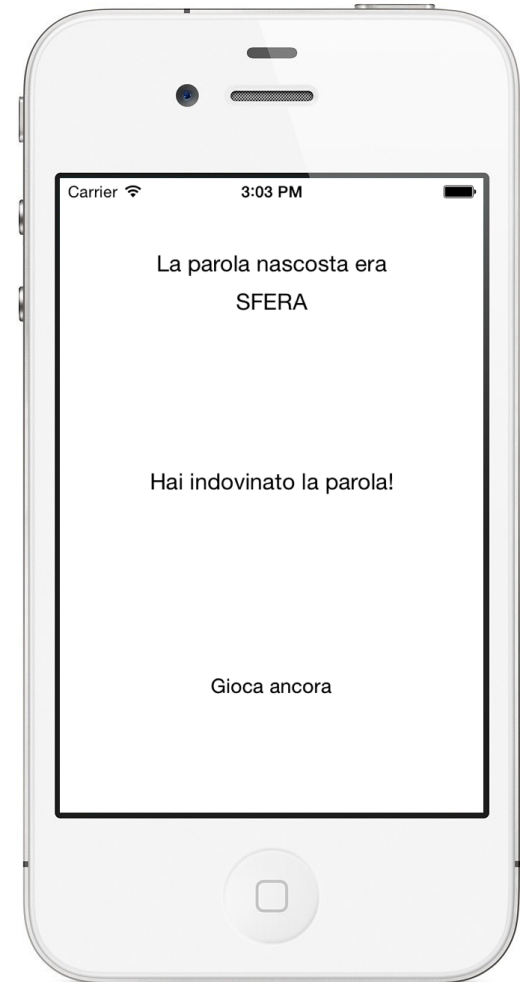 Carrier 3:03 PM
La parola nascosta era
SFERA
Hai indovinato la parola!
Gioca ancora